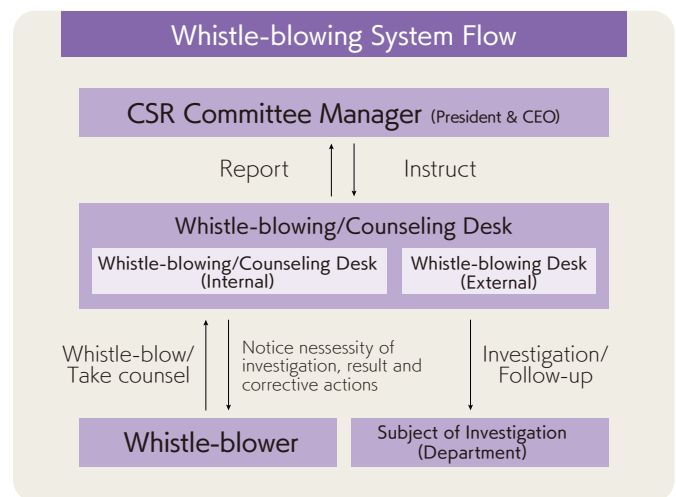 Whistle-blowing System Flow
CSR Committee Manager (President & CEO)
Report
Instruct
Whistle-blowing/Counseling Desk
Whistle-blowing/Counseling Desk
(Internal)
Whistle-blowing Desk
(External)
Whistle-blow/
Take counsel
Notice nessessity of
investigation, result and
corrective actions
Investigation/
Follow-up
Whistle-blower
Subject of Investigation
(Department)